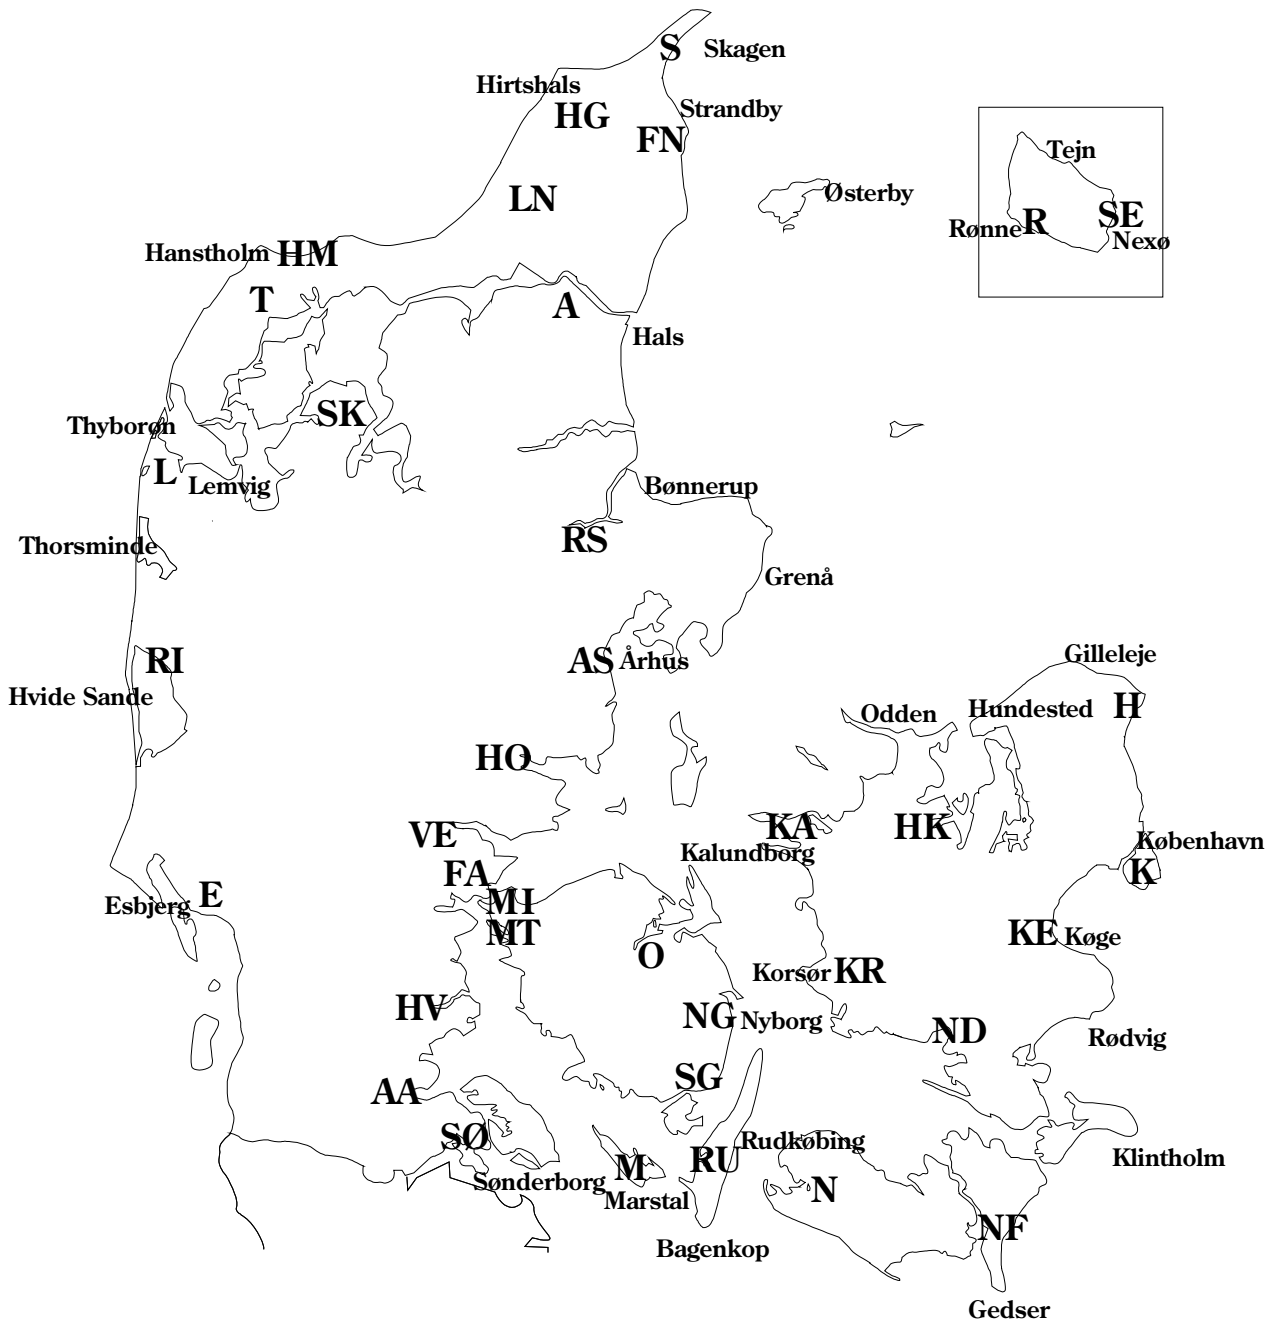 S Skagen
Hirtshals
HG
Strandby
FN
Tejn
LN
Østerby
Rønne R SE
Nexø
Hanstholm HM
T
A
Hals
Thyborøn
SK
L
Lemvig
Bønnerup
Thorsminde
RS
Grenå
RI
AS Århus
Gilleleje
Hvide Sande
Odden
Hundested
H
HO
VE
KA
HK
København
Kalundborg
FA
K
Esbjerg E
MI
MT
O
KE Køge
Korsør KR
HV
NG Nyborg
ND
Rødvig
AA
SG
SØ
Rudkøbing
RU
Klintholm
Sønderborg
M
Marstal
N
NF
Bagenkop
Gedser